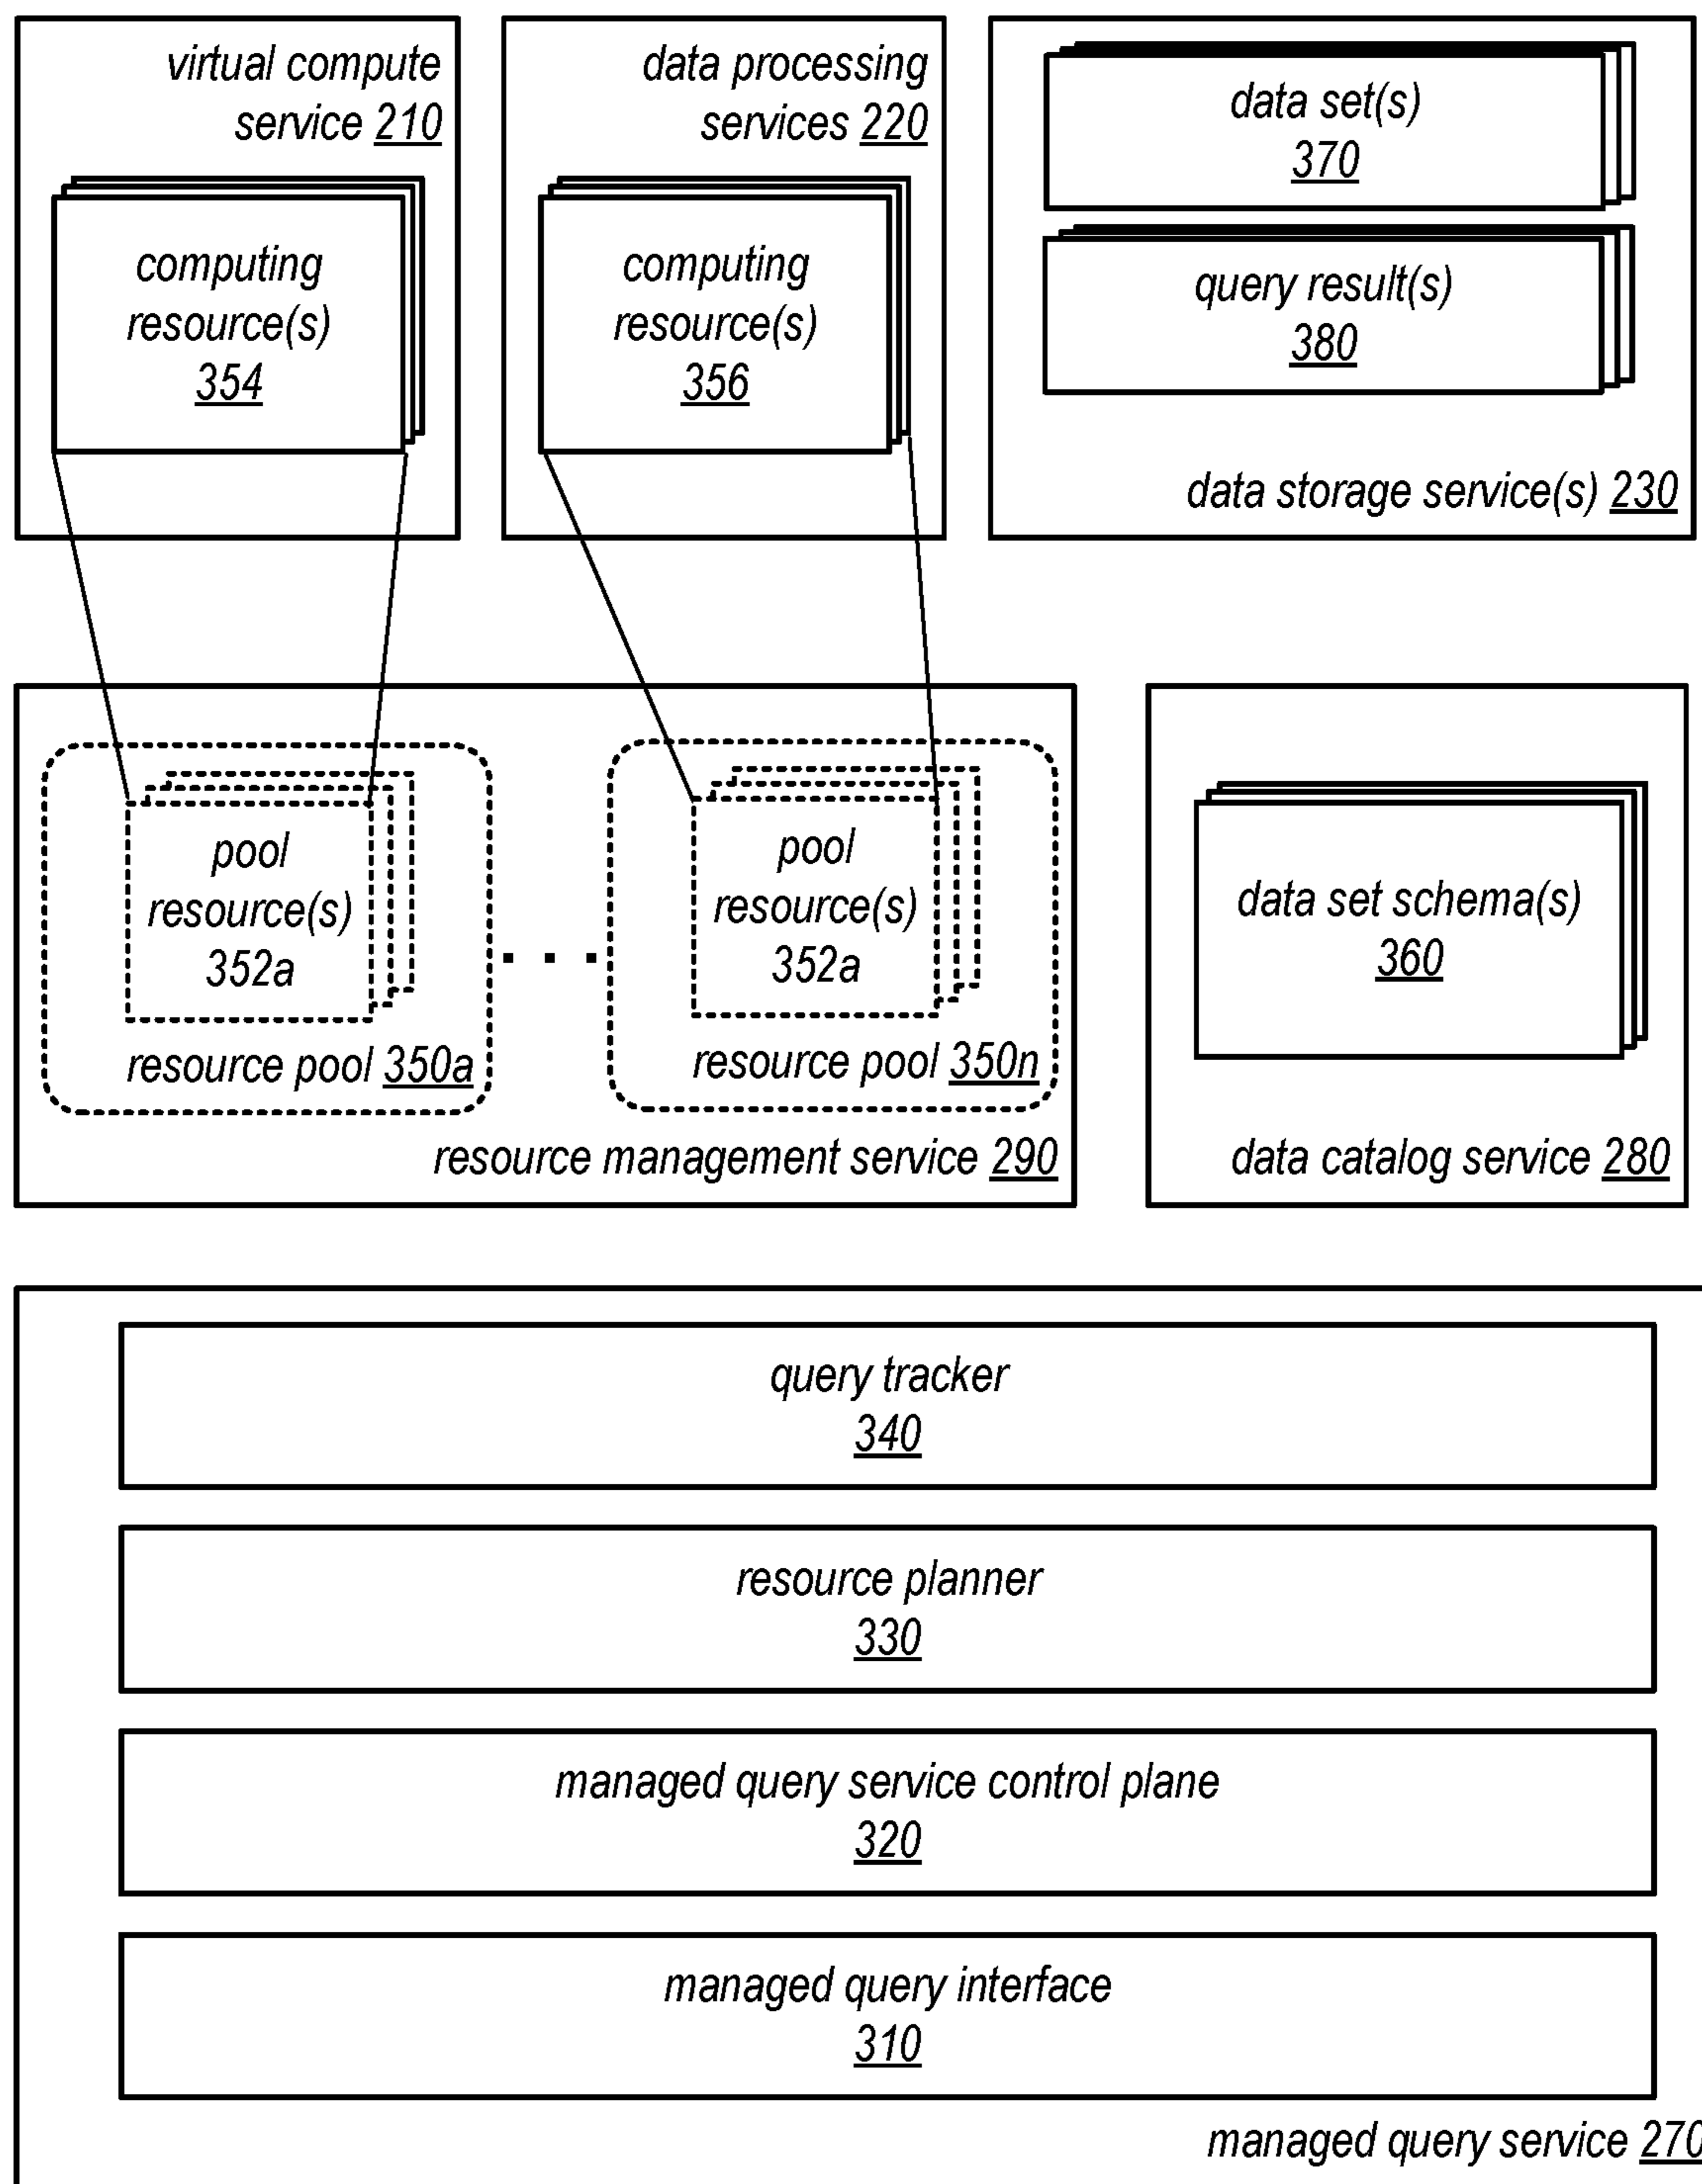 virtual compute
service 210
computing
resource(s)
354
data processing
services 220
computing
resource(s)
356
data set(s)
370
query result(s)
380
data storage service(s) 230
pool
resource(s)
352a
resource pool 350a
. . .
pool
resource(s)
352a
resource pool 350n
resource management service 290
data set schema(s)
360
data catalog service 280
query tracker
340
resource planner
330
managed query service control plane
320
managed query interface
310
managed query service 270